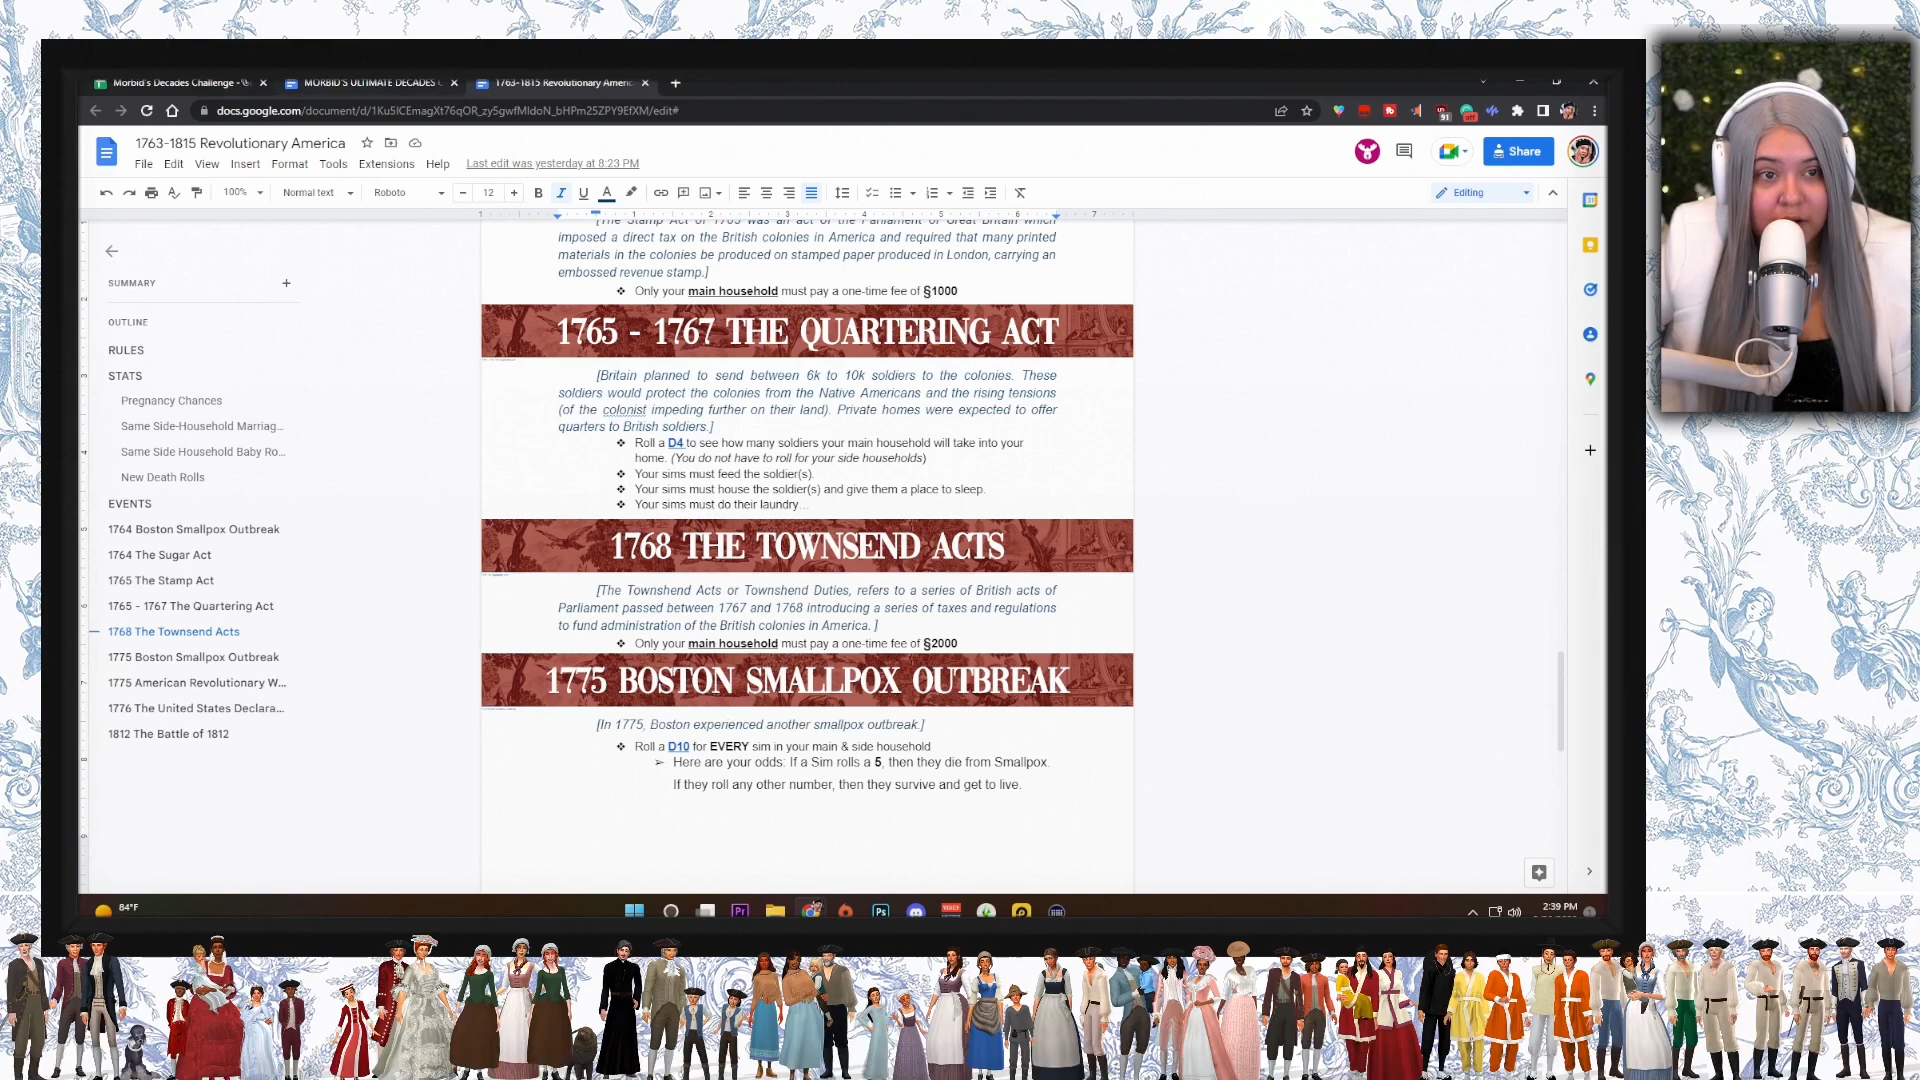 Morbid's Decades Challenge -
MORBID'S ULTIMATE DECADES
1763-1815 Revolutionary Americ
docs.google.com/document/d/1Ku5lCEmagXt76qOR_zy5gwfMldoN_bHPm25ZPY9EfXM/edit#
1763-1815 Revolutionary America
File Edit View Insert Format Tools Extensions Help Last edit was yesterday at 8:23 PM
Share
100% Normal text Roboto 12 B I U A
Editing
SUMMARY
OUTLINE
RULES
STATS
Pregnancy Chances
Same Side-Household Marriag...
Same Side Household Baby Ro...
New Death Rolls
EVENTS
1764 Boston Smallpox Outbreak
1764 The Sugar Act
1765 The Stamp Act
1765 - 1767 The Quartering Act
1768 The Townsend Acts
1775 Boston Smallpox Outbreak
1775 American Revolutionary W...
1776 The United States Declara...
1812 The Battle of 1812
[The Stamp Act of 1765 was an act of the Parliament of Great Britain which
imposed a direct tax on the British colonies in America and required that many printed
materials in the colonies be produced on stamped paper produced in London, carrying an
embossed revenue stamp.]
❖ Only your main household must pay a one-time fee of §1000
1765 - 1767 THE QUARTERING ACT
[Britain planned to send between 6k to 10k soldiers to the colonies. These
soldiers would protect the colonies from the Native Americans and the rising tensions
(of the colonist impeding further on their land). Private homes were expected to offer
quarters to British soldiers.]
❖ Roll a D4 to see how many soldiers your main household will take into your
home. (You do not have to roll for your side households)
❖ Your sims must feed the soldier(s).
❖ Your sims must house the soldier(s) and give them a place to sleep.
❖ Your sims must do their laundry...
1768 THE TOWNSEND ACTS
[The Townshend Acts or Townshend Duties, refers to a series of British acts of
Parliament passed between 1767 and 1768 introducing a series of taxes and regulations
to fund administration of the British colonies in America. ]
❖ Only your main household must pay a one-time fee of §2000
1775 BOSTON SMALLPOX OUTBREAK
[In 1775, Boston experienced another smallpox outbreak.]
❖ Roll a D10 for EVERY sim in your main & side household
➢ Here are your odds: If a Sim rolls a 5, then they die from Smallpox.
If they roll any other number, then they survive and get to live.
84°F
2:39 PM